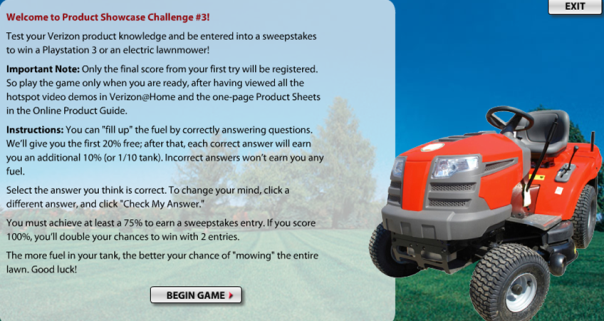 EXIT
Welcome to Product Showcase Challenge #3!
Test your Verizon product knowledge and be entered into a sweepstakes
to win a Playstation 3 or an electric lawnmower!
Important Note: Only the final score from your first try will be registered.
So play the game only when you are ready, after having viewed all the
hotspot video demos in Verizon@Home and the one-page Product Sheets
in the Online Product Guide.
Instructions: You can "fill up" the fuel by correctly answering questions.
We'll give you the first 20% free; after that, each correct answer will earn
you an additional 10% (or 1/10 tank). Incorrect answers won't earn you any
fuel.
Select the answer you think is correct. To change your mind, click a
different answer, and click "Check My Answer."
You must achieve at least a 75% to earn a sweepstakes entry. If you score
100%, you'll double your chances to win with 2 entries.
The more fuel in your tank, the better your chance of "mowing" the entire
lawn. Good luck!
BEGIN GAME